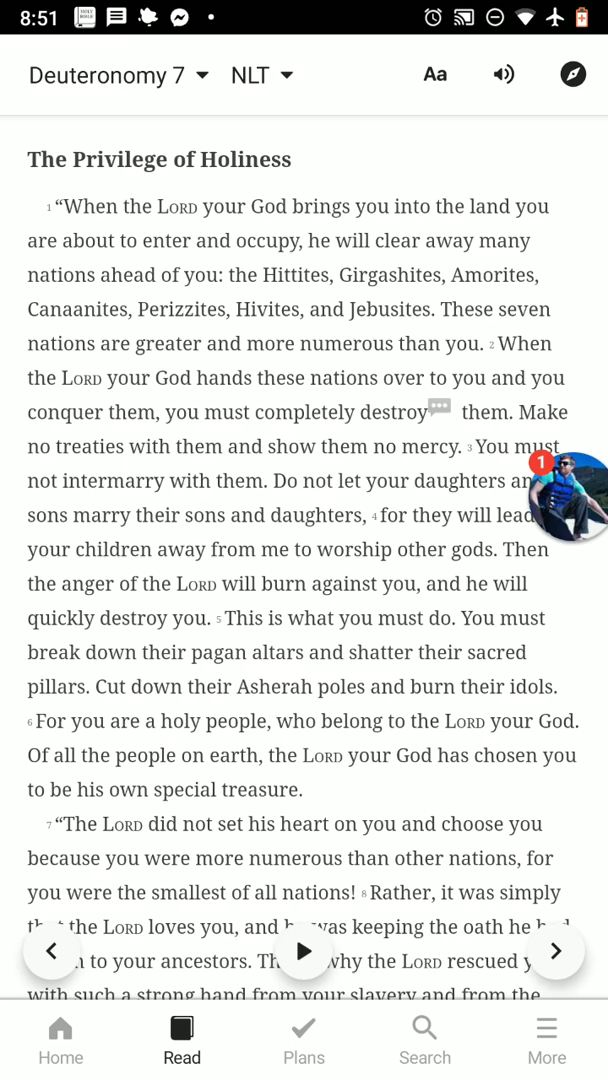 8:51
Deuteronomy 7 NLT Aa
The Privilege of Holiness
1 “When the LORD your God brings you into the land you
are about to enter and occupy, he will clear away many
nations ahead of you: the Hittites, Girgashites, Amorites,
Canaanites, Perizzites, Hivites, and Jebusites. These seven
nations are greater and more numerous than you. 2 When
the LORD your God hands these nations over to you and you
conquer them, you must completely destroy them. Make
no treaties with them and show them no mercy. 3 You must
not intermarry with them. Do not let your daughters
1
sons marry their sons and daughters, 4 for they will lead
your children away from me to worship other gods. Then
the anger of the LORD will burn against you, and he will
quickly destroy you. 5 This is what you must do. You must
break down their pagan altars and shatter their sacred
pillars. Cut down their Asherah poles and burn their idols.
6 For you are a holy people, who belong to the LORD your God.
Of all the people on earth, the LORD your God has chosen you
to be his own special treasure.
7 “The LORD did not set his heart on you and choose you
because you were more numerous than other nations, for
you were the smallest of all nations! 8 Rather, it was simply
the LORD loves you, and was keeping the oath he
to your ancestors. why the LORD rescued
with such a strong hand from your slavery and from the
Home Read Plans Search More